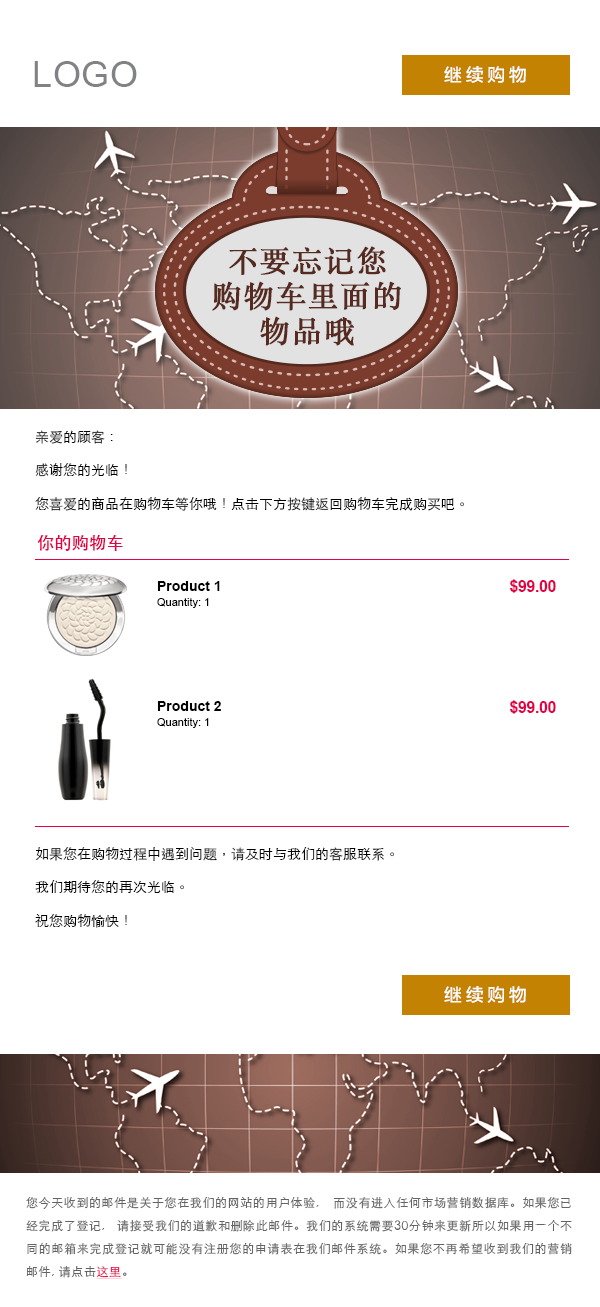 LOGO
继续购物
不要忘记您
购物车里面的
物品哦
亲爱的顾客：
感谢您的光临！
您喜爱的商品在购物车等你哦！点击下方按键返回购物车完成购买吧。
你的购物车
Product 1
$99.00
Quantity: 1
Product 2
$99.00
Quantity: 1
如果您在购物过程中遇到问题，请及时与我们的客服联系。
我们期待您的再次光临。
祝您购物愉快！
继续购物
您今天收到的邮件是关于您在我们的网站的用户体验， 而没有进入任何市场营销数据库。如果您已
经完成了登记， 请接受我们的道歉和删除此邮件。我们的系统需要30分钟来更新所以如果用一个不
同的邮箱来完成登记就可能没有注册您的申请表在我们邮件系统。如果您不再希望收到我们的营销
邮件, 请点击这里。